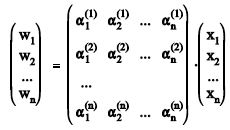 ( w₁ ) = ( α₁⁽¹⁾ α₂⁽¹⁾ ... αₙ⁽¹⁾ ) · ( x₁ )
( w₂ ) ( α₁⁽²⁾ α₂⁽²⁾ ... αₙ⁽²⁾ ) ( x₂ )
( ... ) ( ... ) ( ... )
( wₙ ) ( α₁⁽ⁿ⁾ α₂⁽ⁿ⁾ ... αₙ⁽ⁿ⁾ ) ( xₙ )